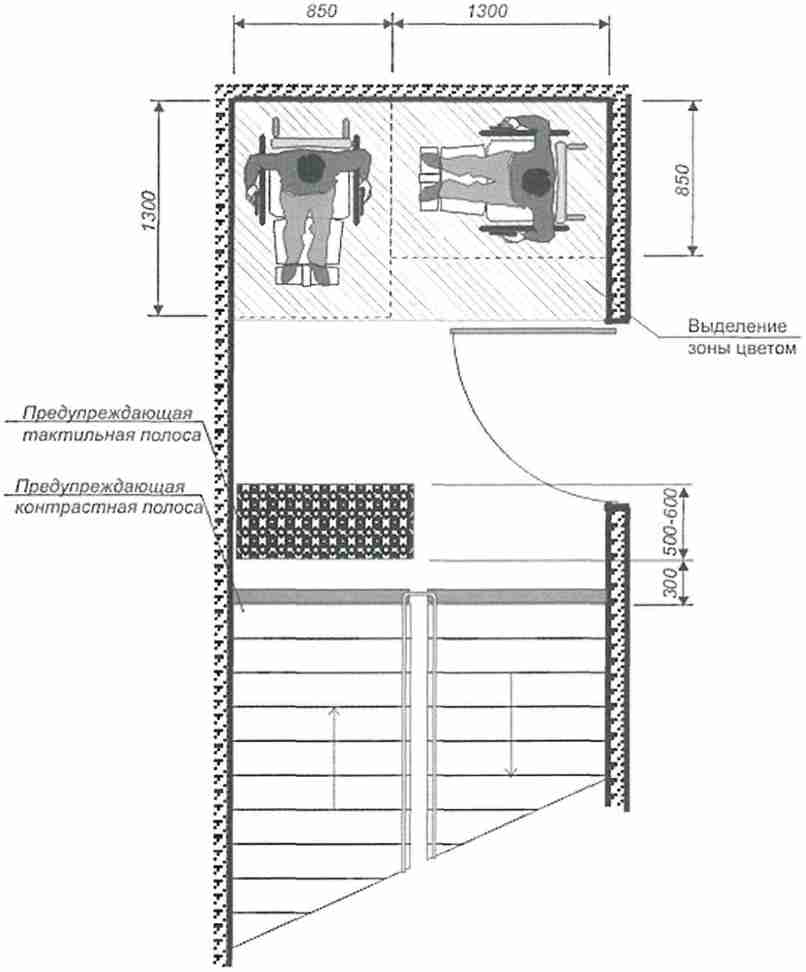 850
1300
1300
850
Выделение
зоны цветом
Предупреждающая
тактильная полоса
Предупреждающая
контрастная полоса
500-600
300